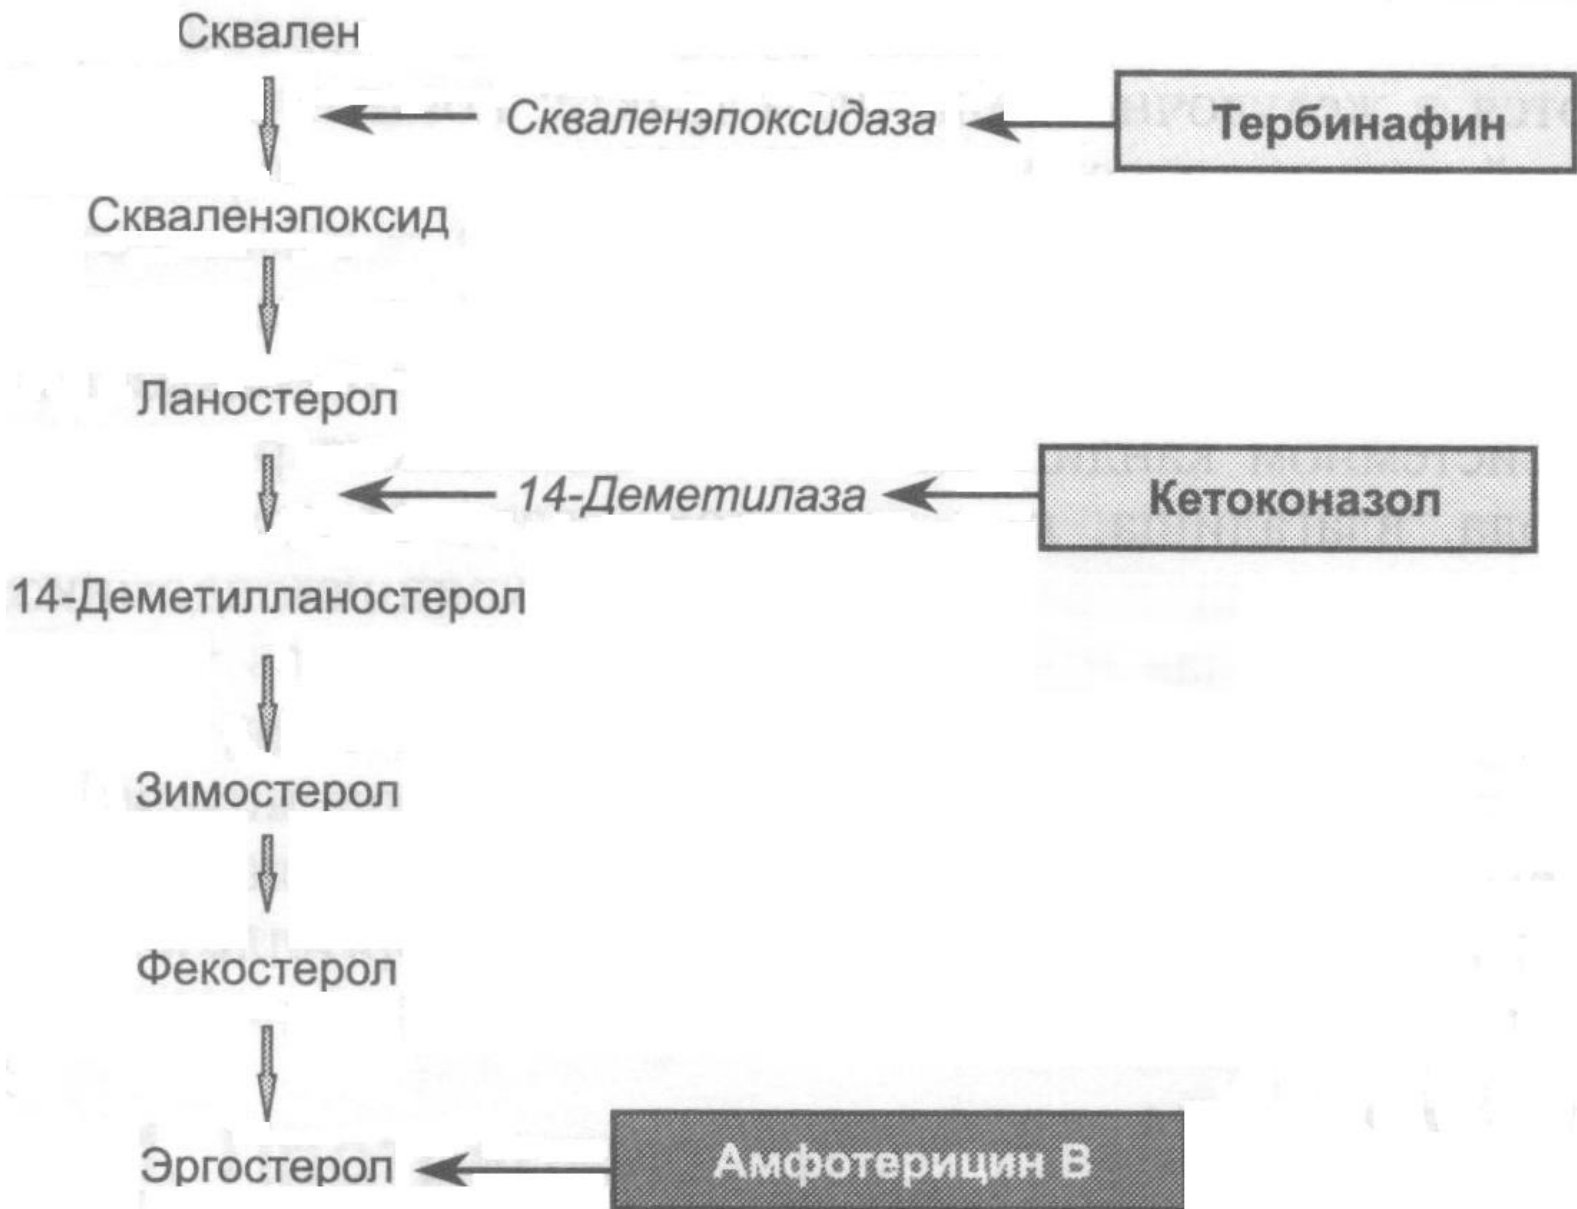 Сквален
Скваленэпоксидаза
Тербинафин
Скваленэпоксид
Ланостерол
14-Деметилаза
Кетоконазол
14-Деметилланостерол
Зимостерол
Фекостерол
Эргостерол
Амфотерицин В